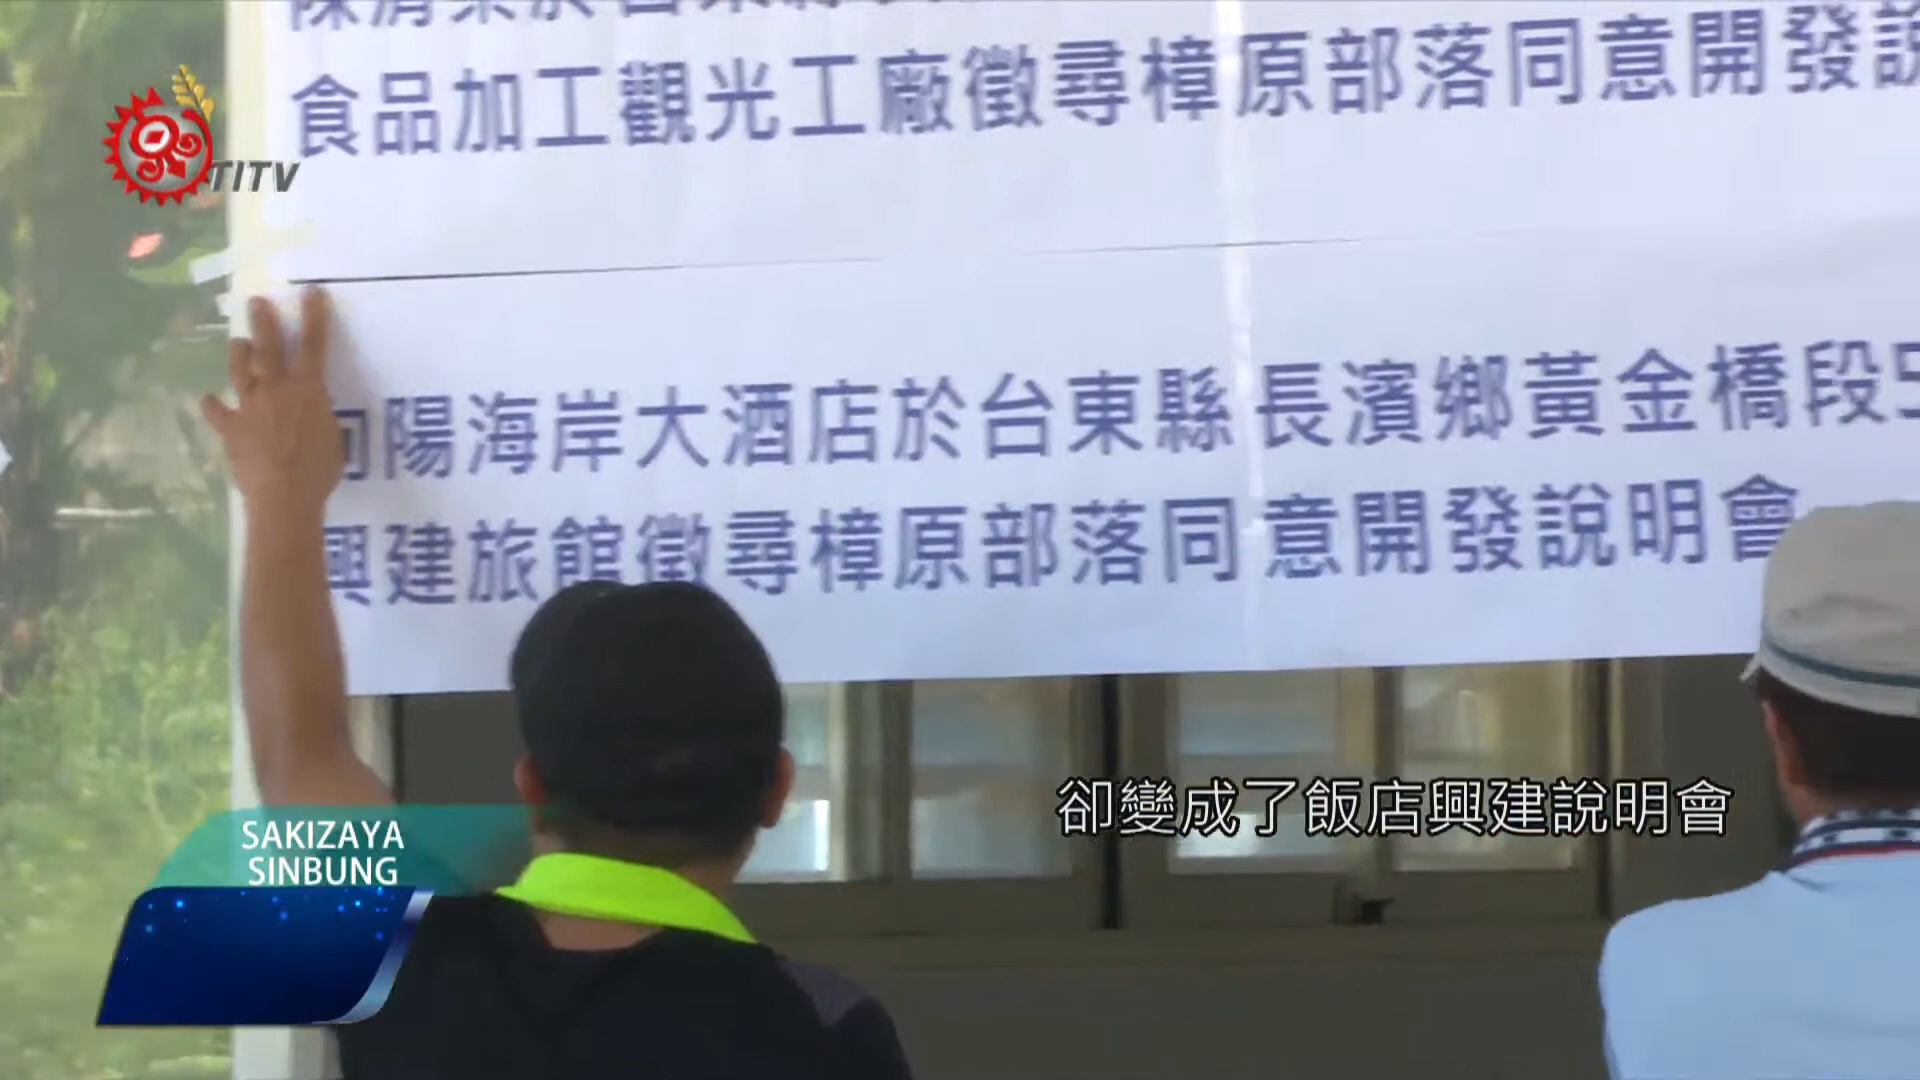 食品加工觀光工廠徵尋樟原部落同意開發說
TITV
向陽海岸大酒店於台東縣長濱鄉黃金橋段5
興建旅館徵尋樟原部落同意開發說明會
卻變成了飯店興建說明會
SAKIZAYA
SINBUNG